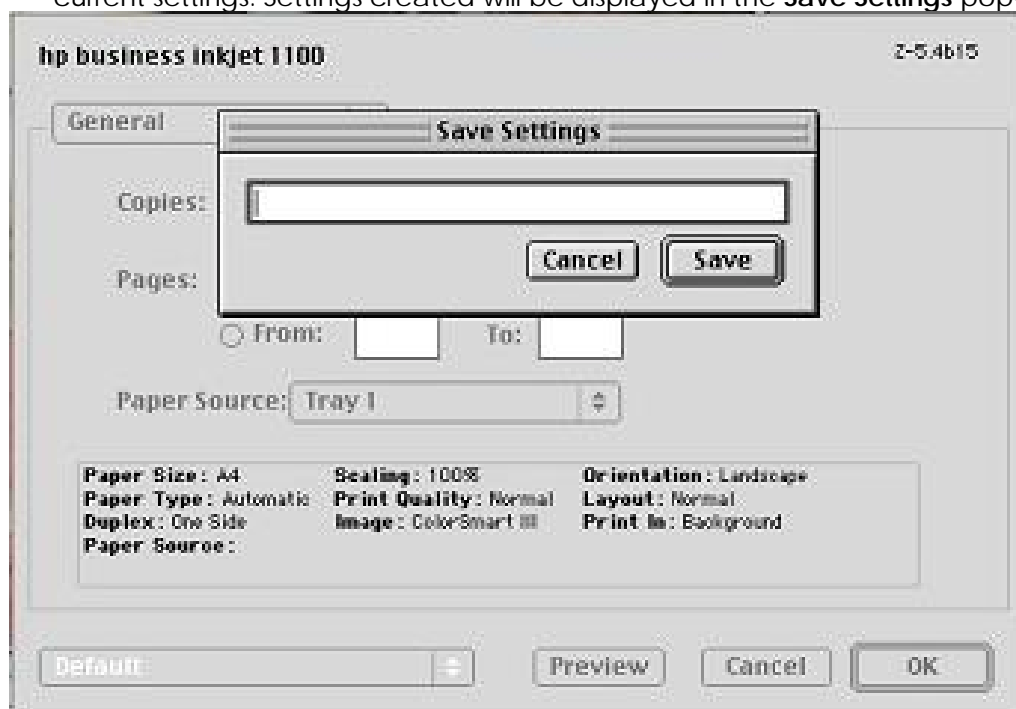 current settings. Settings created will be displayed in the Save Settings pop
hp business inkjet 1100 Z-5.4b15
General
Save Settings
Copies:
Cancel Save
Pages:
From: To:
Paper Source: Tray 1
Paper Size: A4 Scaling: 100% Orientation: Landscape
Paper Type: Automatic Print Quality: Normal Layout: Normal
Duplex: One Side Image: ColorSmart III Print In: Background
Paper Source:
Default Preview Cancel OK